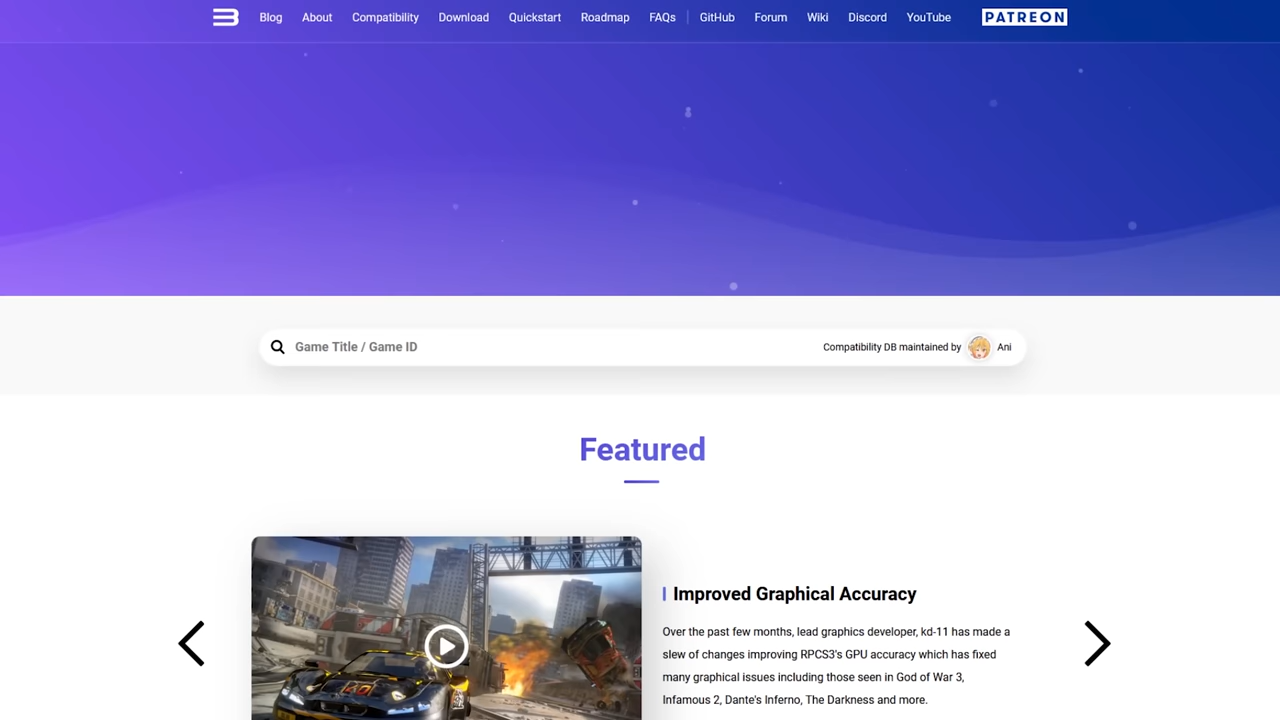 Blog About Compatibility Download Quickstart Roadmap FAQs GitHub Forum Wiki Discord YouTube PATREON
Game Title / Game ID Compatibility DB maintained by Ani
Featured
Improved Graphical Accuracy
Over the past few months, lead graphics developer, kd-11 has made a
slew of changes improving RPCS3's GPU accuracy which has fixed
many graphical issues including those seen in God of War 3,
Infamous 2, Dante's Inferno, The Darkness and more.